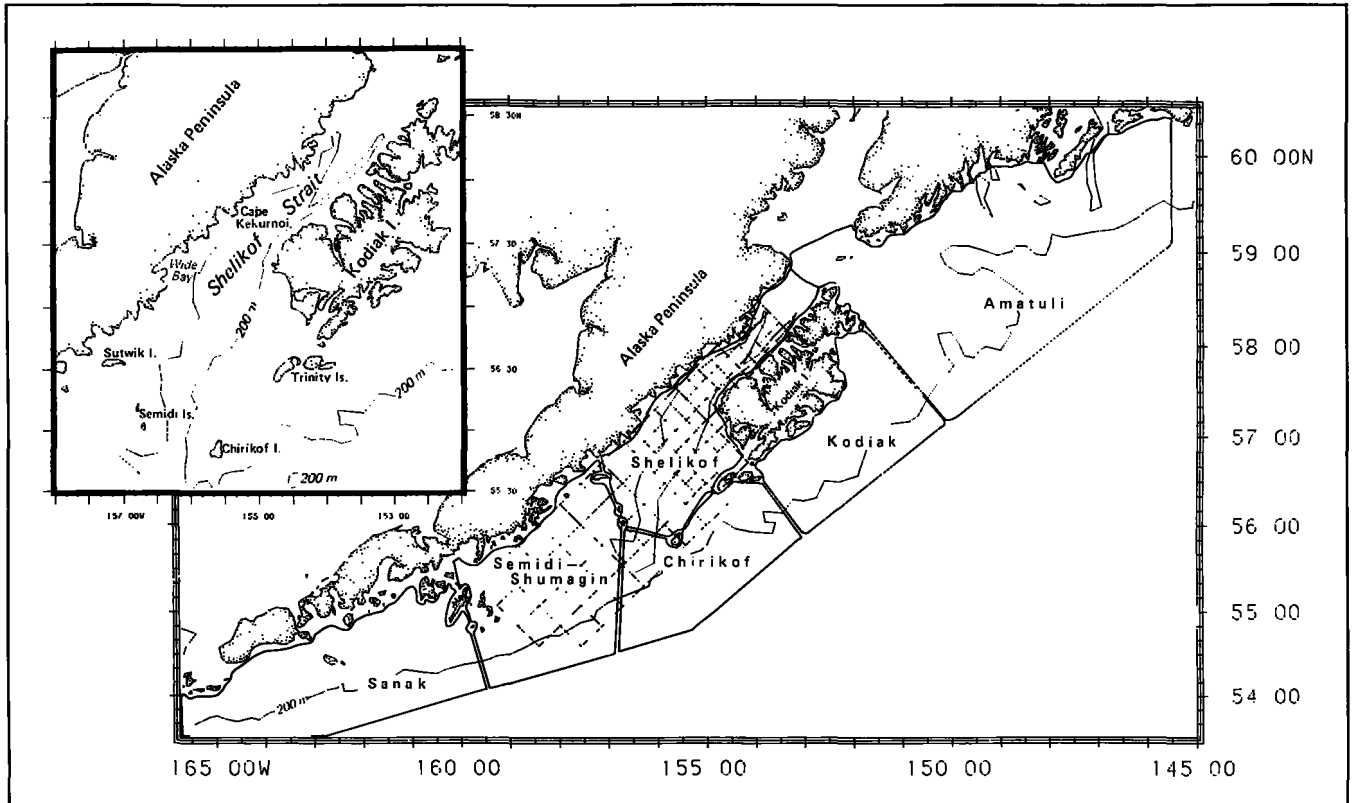 Alaska Peninsula
Cape
Kekurnoi
Strait
Shelikof
Wide
Bay
Kodiak I.
200 m
Sutwik I.
Trinity Is.
200 m
Semidi Is.
Chirikof I.
200 m
157 00W
155 00
153 00
58 30N
57 30
56 30
55 30
Alaska Peninsula
Kodiak I.
Amatuli
Kodiak
Shelikof
Chirikof
Semidi—
Shumagin
Sanak
200 m
60 00N
59 00
58 00
57 00
56 00
55 00
54 00
165 00W
160 00
155 00
150 00
145 00